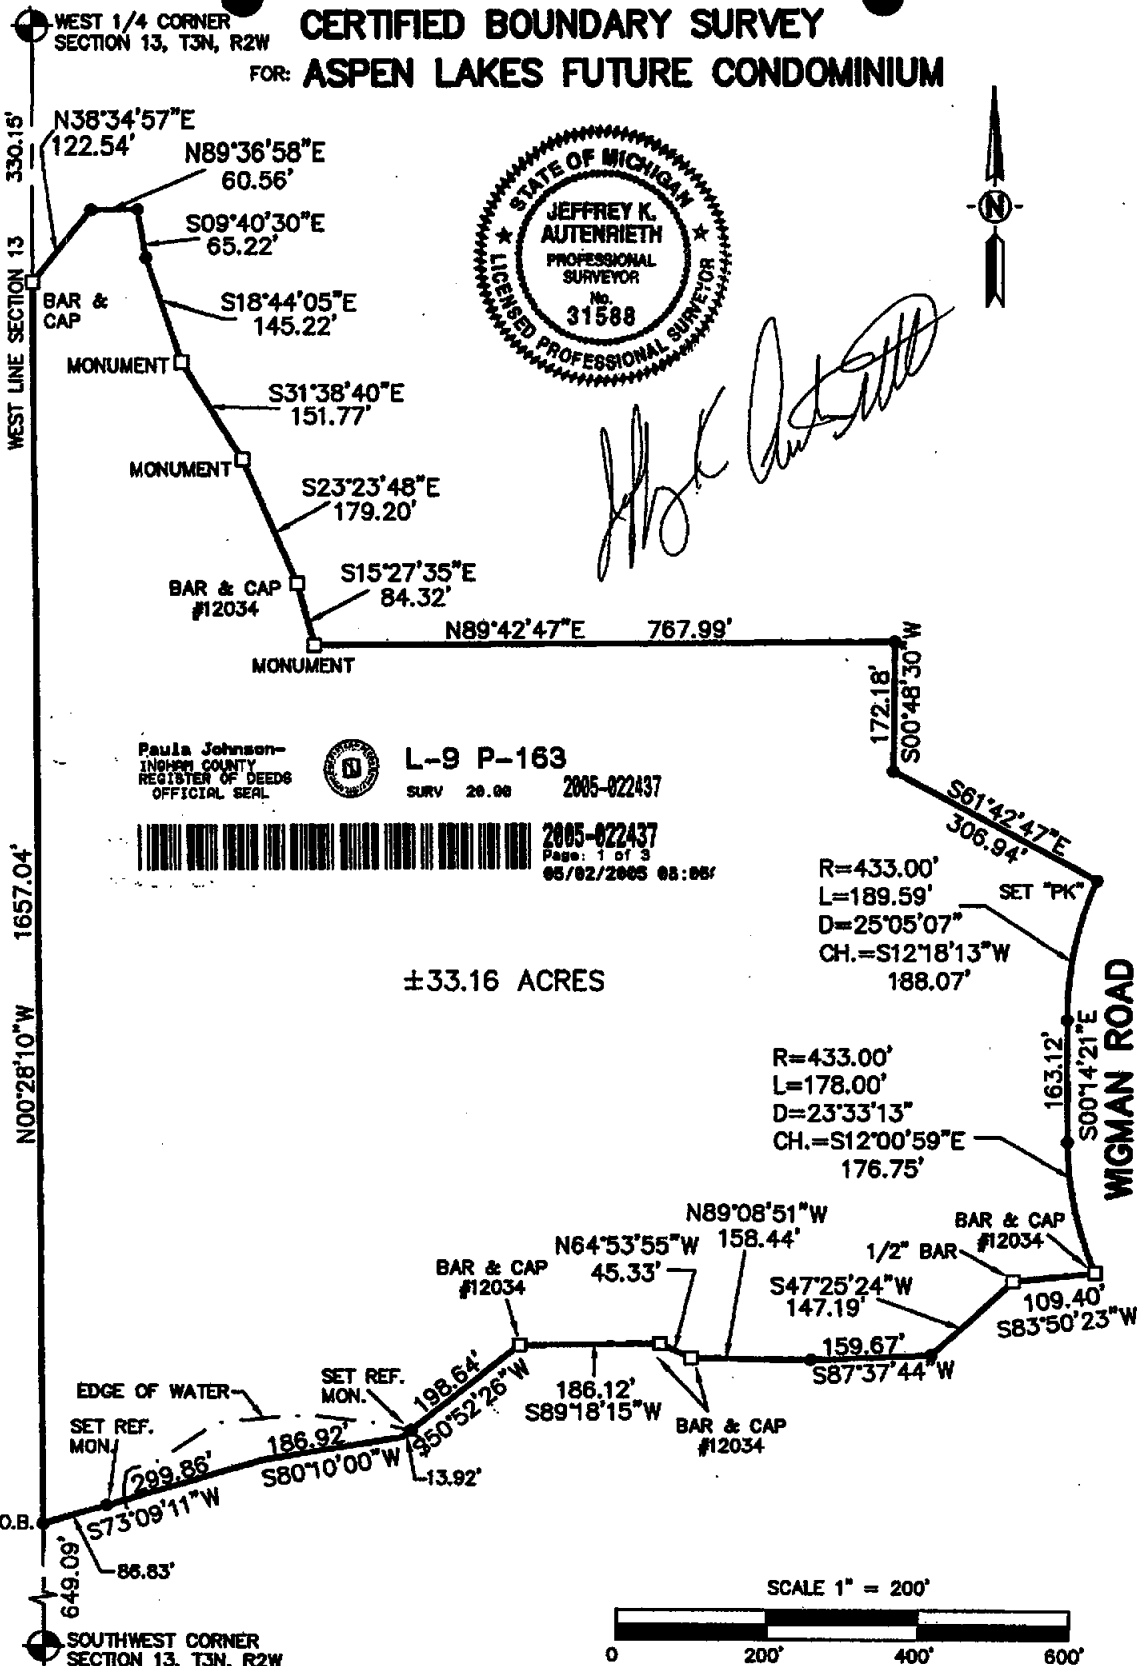 WEST 1/4 CORNER
SECTION 13, T3N, R2W
CERTIFIED BOUNDARY SURVEY
FOR: ASPEN LAKES FUTURE CONDOMINIUM
330.15'
WEST LINE SECTION 13
N38°34'57"E
122.54'
N89°36'58"E
60.56'
S09°40'30"E
65.22'
BAR &
CAP
S18°44'05"E
145.22'
MONUMENT
S31°38'40"E
151.77'
MONUMENT
S23°23'48"E
179.20'
BAR & CAP
#12034
S15°27'35"E
84.32'
MONUMENT
STATE OF MICHIGAN
JEFFREY K.
AUTENRIETH
PROFESSIONAL
SURVEYOR
No.
31588
LICENSED PROFESSIONAL SURVEYOR
N
N89°42'47"E 767.99'
172.18'
S00°48'30"W
S61°42'47"E
306.94'
SET "PK"
Paula Johnson-
INGHAM COUNTY
REGISTER OF DEEDS
OFFICIAL SEAL
L-9 P-163
SURV 20.00 2005-022437
2005-022437
Page: 1 of 3
05/02/2005
R=433.00'
L=189.59'
D=25°05'07"
CH.=S12°18'13"W
188.07'
±33.16 ACRES
N00°28'10"W 1657.04'
163.12'
S00°14'21"E
WIGMAN ROAD
R=433.00'
L=178.00'
D=23°33'13"
CH.=S12°00'59"E
176.75'
BAR & CAP
#12034
1/2" BAR
109.40'
S83°50'23"W
S47°25'24"W
147.19'
159.67'
S87°37'44"W
N89°08'51"W
158.44'
N64°53'55"W
45.33'
BAR & CAP
#12034
BAR & CAP
#12034
186.12'
S89°18'15"W
198.64'
S50°52'26"W
SET REF.
MON.
13.92'
EDGE OF WATER
186.92'
S80°10'00"W
SET REF.
MON.
299.86'
S73°09'11"W
O.B.
86.83'
649.09'
SOUTHWEST CORNER
SECTION 13, T3N, R2W
SCALE 1" = 200'
0 200' 400' 600'